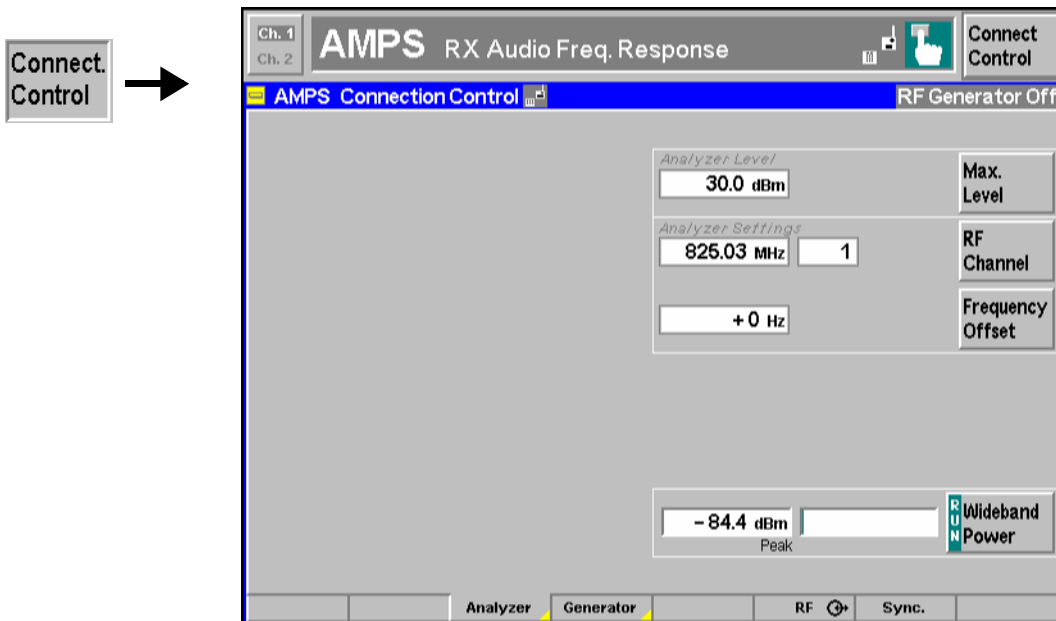 Connect.
Control
Ch. 1
Ch. 2
AMPS RX Audio Freq. Response
Connect
Control
AMPS Connection Control
RF Generator Off
Analyzer Level
30.0 dBm
Max.
Level
Analyzer Settings
825.03 MHz 1
RF
Channel
+0 Hz
Frequency
Offset
-84.4 dBm
Peak
RUN
Wideband
Power
Analyzer Generator RF Sync.